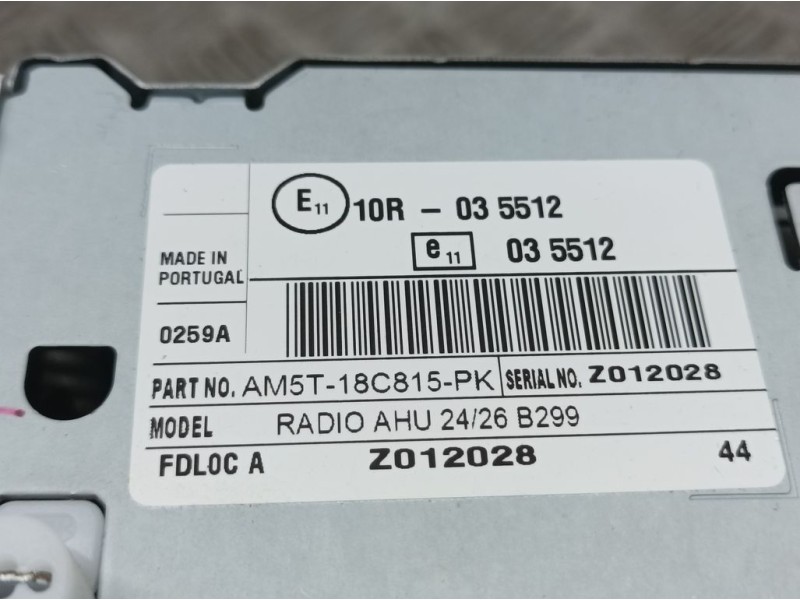 E11 10R - 03 5512
e11 03 5512
MADE IN
PORTUGAL
0259A
PART NO. AM5T-18C815-PK SERIAL NO. Z012028
MODEL RADIO AHU 24/26 B299
FDL0C A Z012028 44